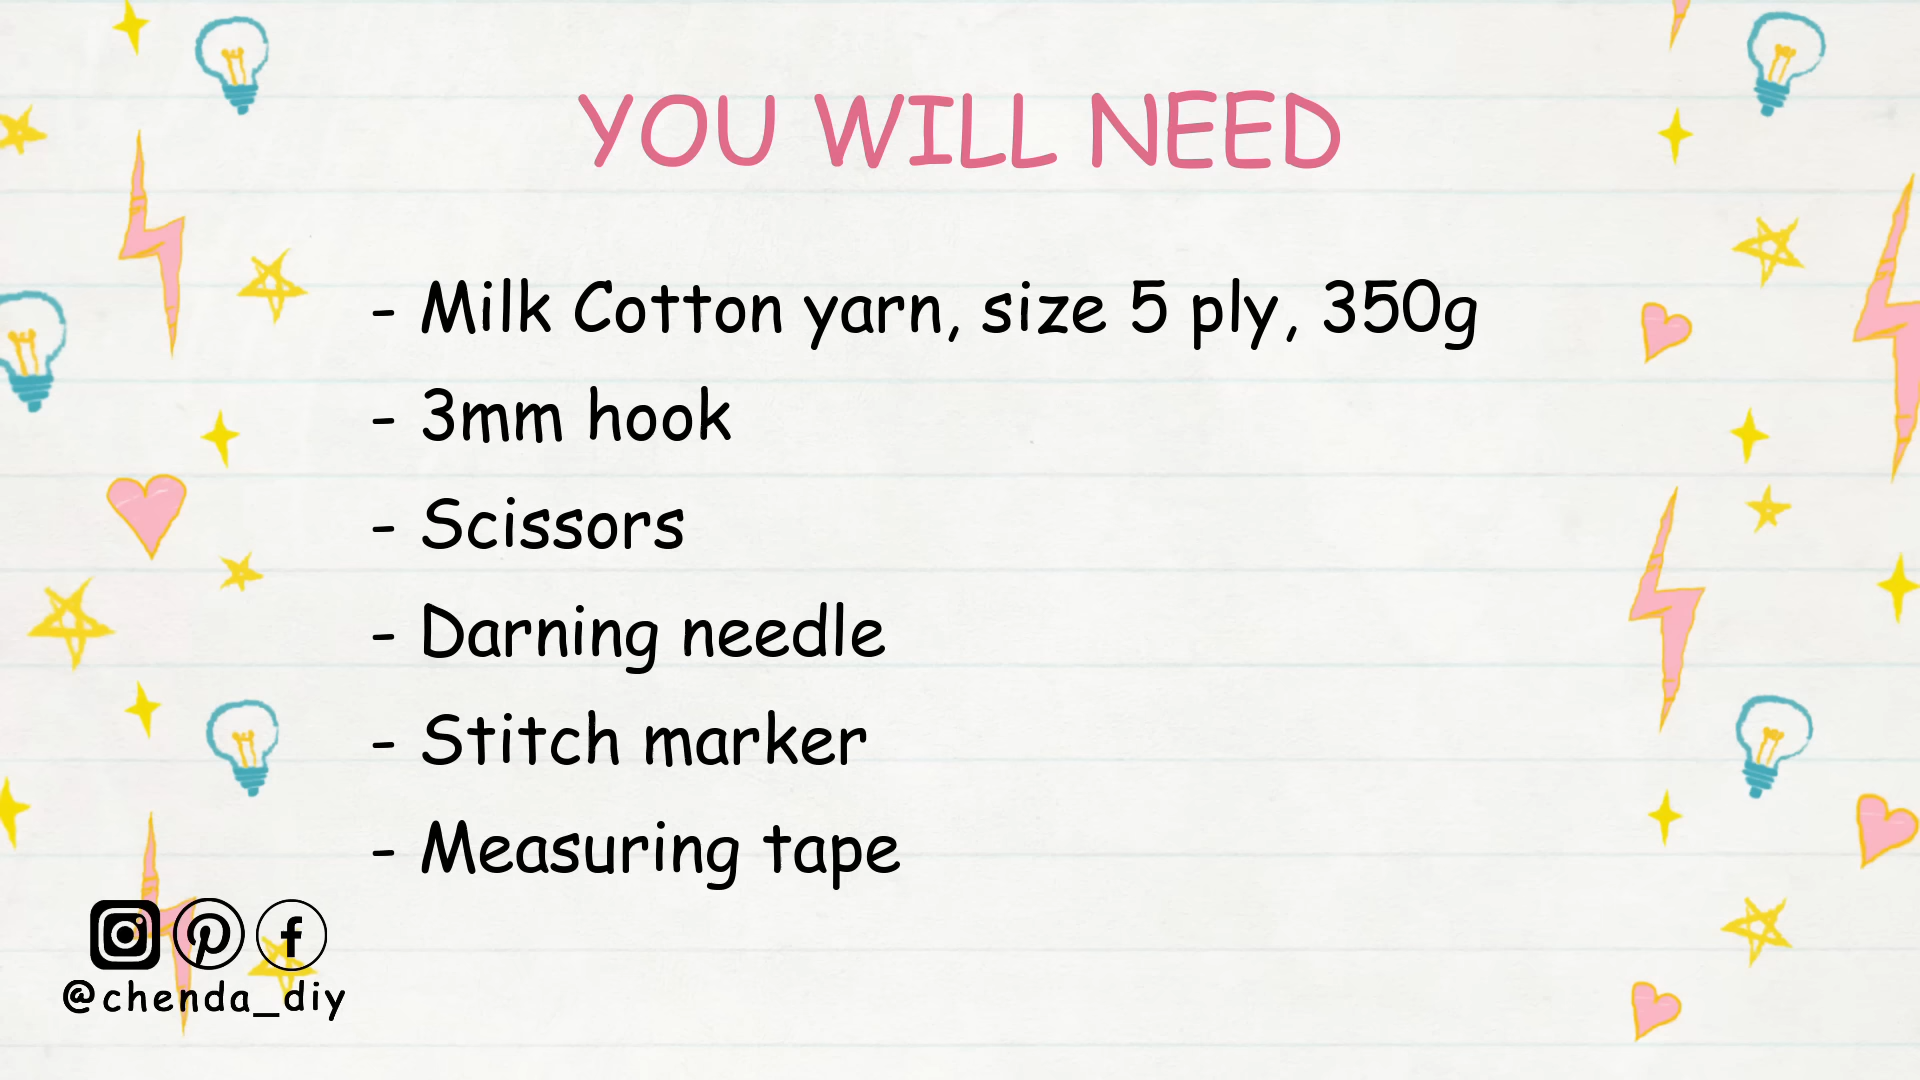 YOU WILL NEED
- Milk Cotton yarn, size 5 ply, 350g
- 3mm hook
- Scissors
- Darning needle
- Stitch marker
- Measuring tape
@chenda_diy